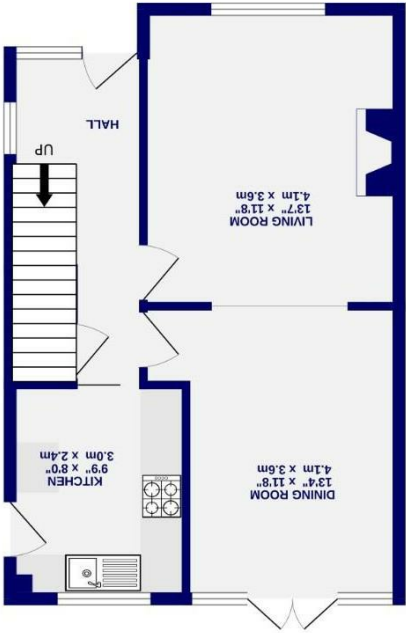 HALL
UP
LIVING ROOM
13'7" x 11'8"
4.1m x 3.6m
KITCHEN
9'9" x 8'0"
3.0m x 2.4m
DINING ROOM
13'4" x 11'8"
4.1m x 3.6m